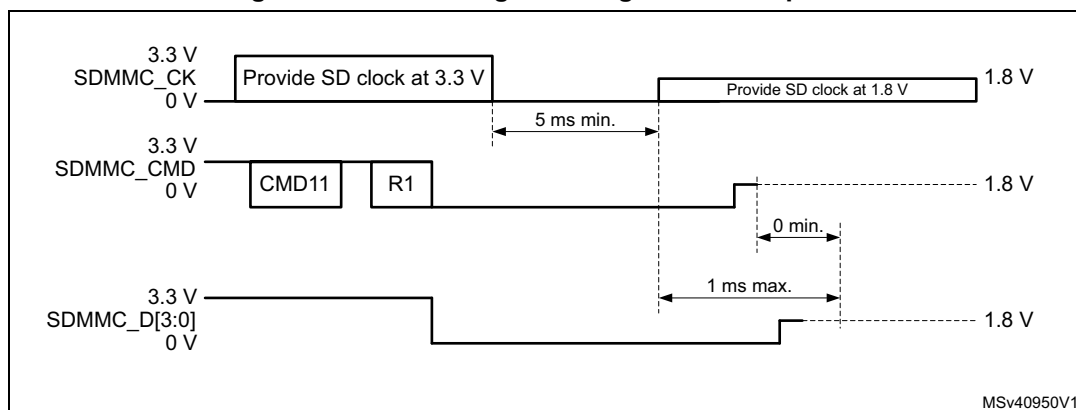 3.3 V
SDMMC_CK
0 V
Provide SD clock at 3.3 V
Provide SD clock at 1.8 V
1.8 V
5 ms min.
3.3 V
SDMMC_CMD
0 V
CMD11
R1
1.8 V
0 min.
1 ms max.
3.3 V
SDMMC_D[3:0]
0 V
1.8 V
MSv40950V1